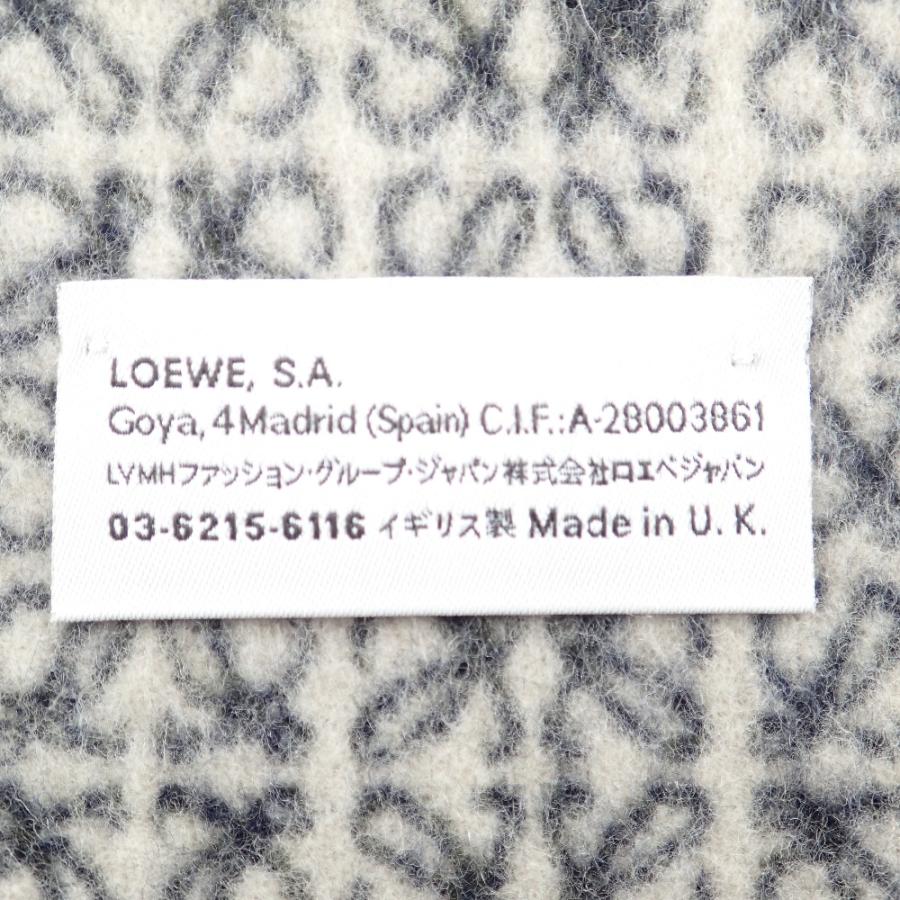 LOEWE, S.A.
Goya, 4 Madrid (Spain) C.I.F.:A-28003861
LVMHファッション・グループ・ジャパン株式会社ロエベジャパン
03-6215-6116 イギリス製 Made in U. K.